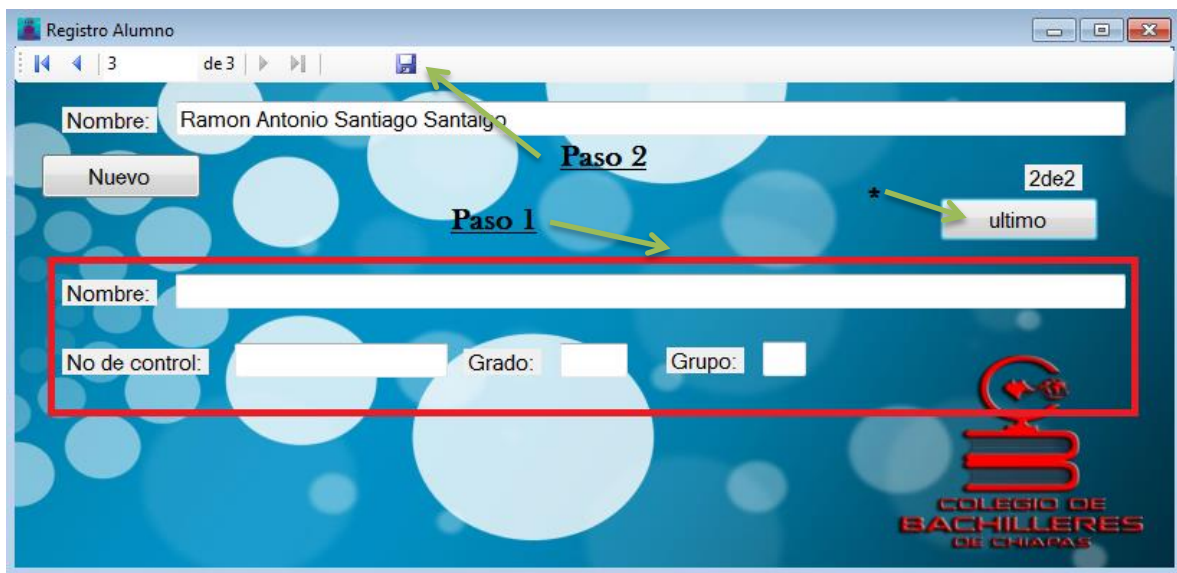 Registro Alumno
3 de 3
Nombre: Ramon Antonio Santiago Santaigo
Paso 2
Nuevo
2de2
*
ultimo
Paso 1
Nombre:
No de control: Grado: Grupo:
COLEGIO DE
BACHILLERES
DE CHIAPAS